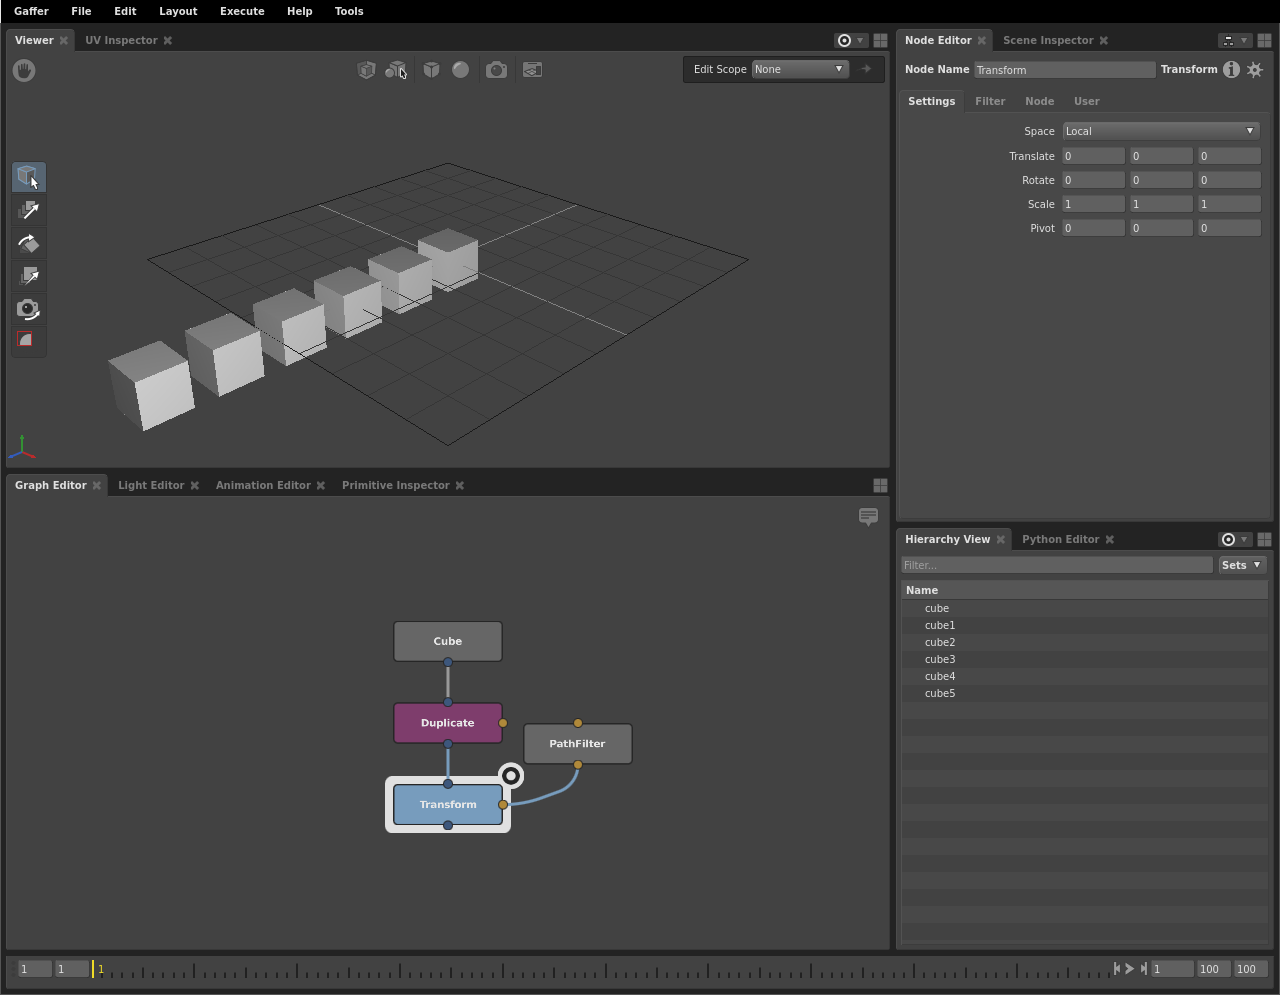 Gaffer File Edit Layout Execute Help Tools
Viewer UV Inspector
Edit Scope None
Node Editor Scene Inspector
Node Name Transform Transform
Settings Filter Node User
Space Local
Translate 0 0 0
Rotate 0 0 0
Scale 1 1 1
Pivot 0 0 0
Graph Editor Light Editor Animation Editor Primitive Inspector
Cube
Duplicate
PathFilter
Transform
Hierarchy View Python Editor
Filter... Sets
Name
cube
cube1
cube2
cube3
cube4
cube5
1 1 1 1 100 100